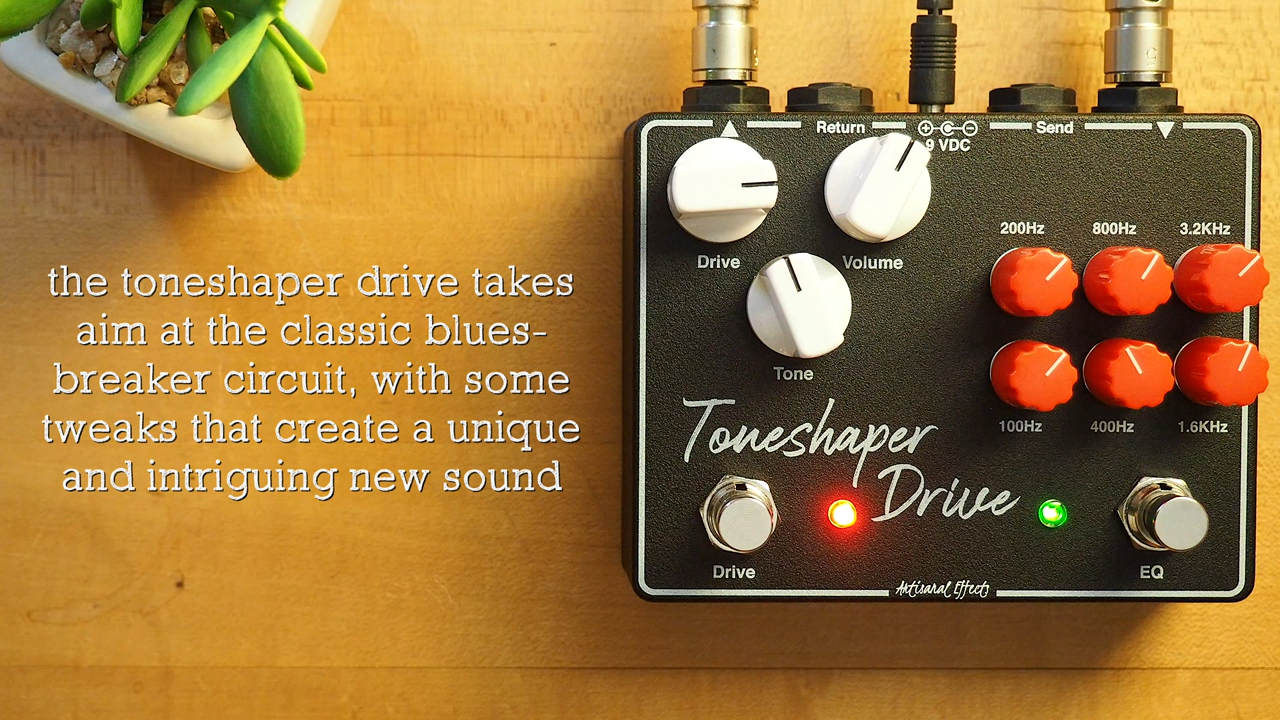 the toneshaper drive takes
aim at the classic blues-
breaker circuit, with some
tweaks that create a unique
and intriguing new sound
Return
Send
9 VDC
Drive
Volume
Tone
200Hz 800Hz 3.2KHz
100Hz 400Hz 1.6KHz
Toneshaper
Drive
Drive
EQ
Artisanal Effects